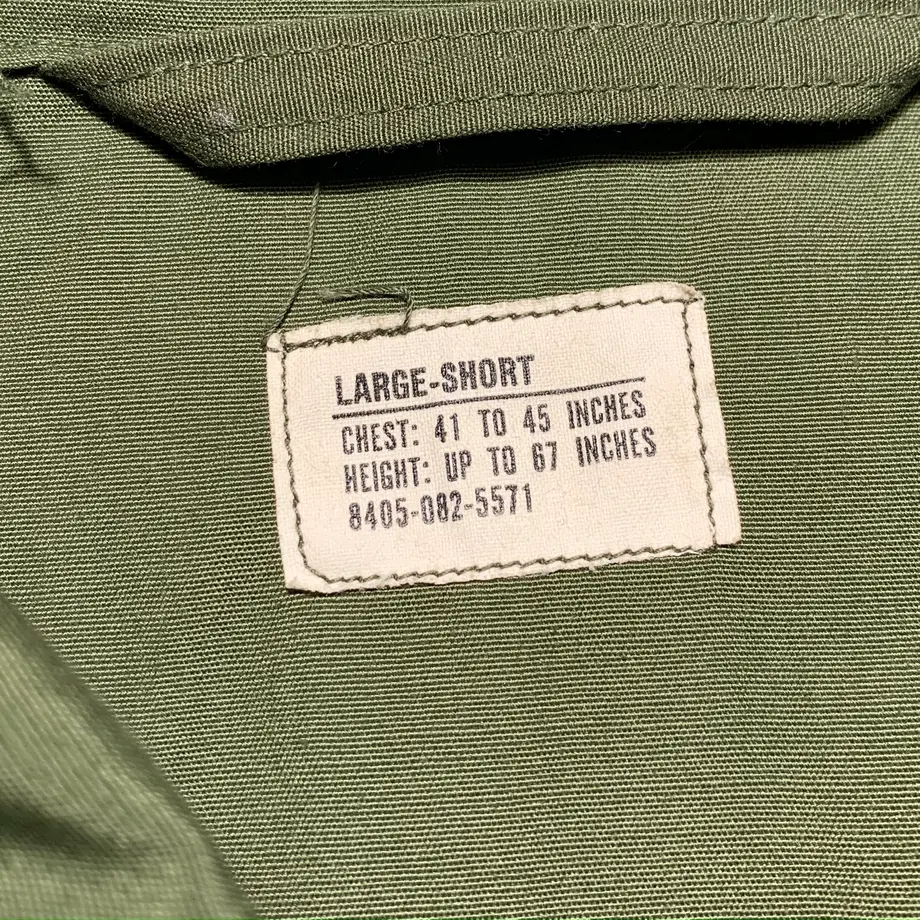 LARGE-SHORT
CHEST: 41 TO 45 INCHES
HEIGHT: UP TO 67 INCHES
8405-082-5571